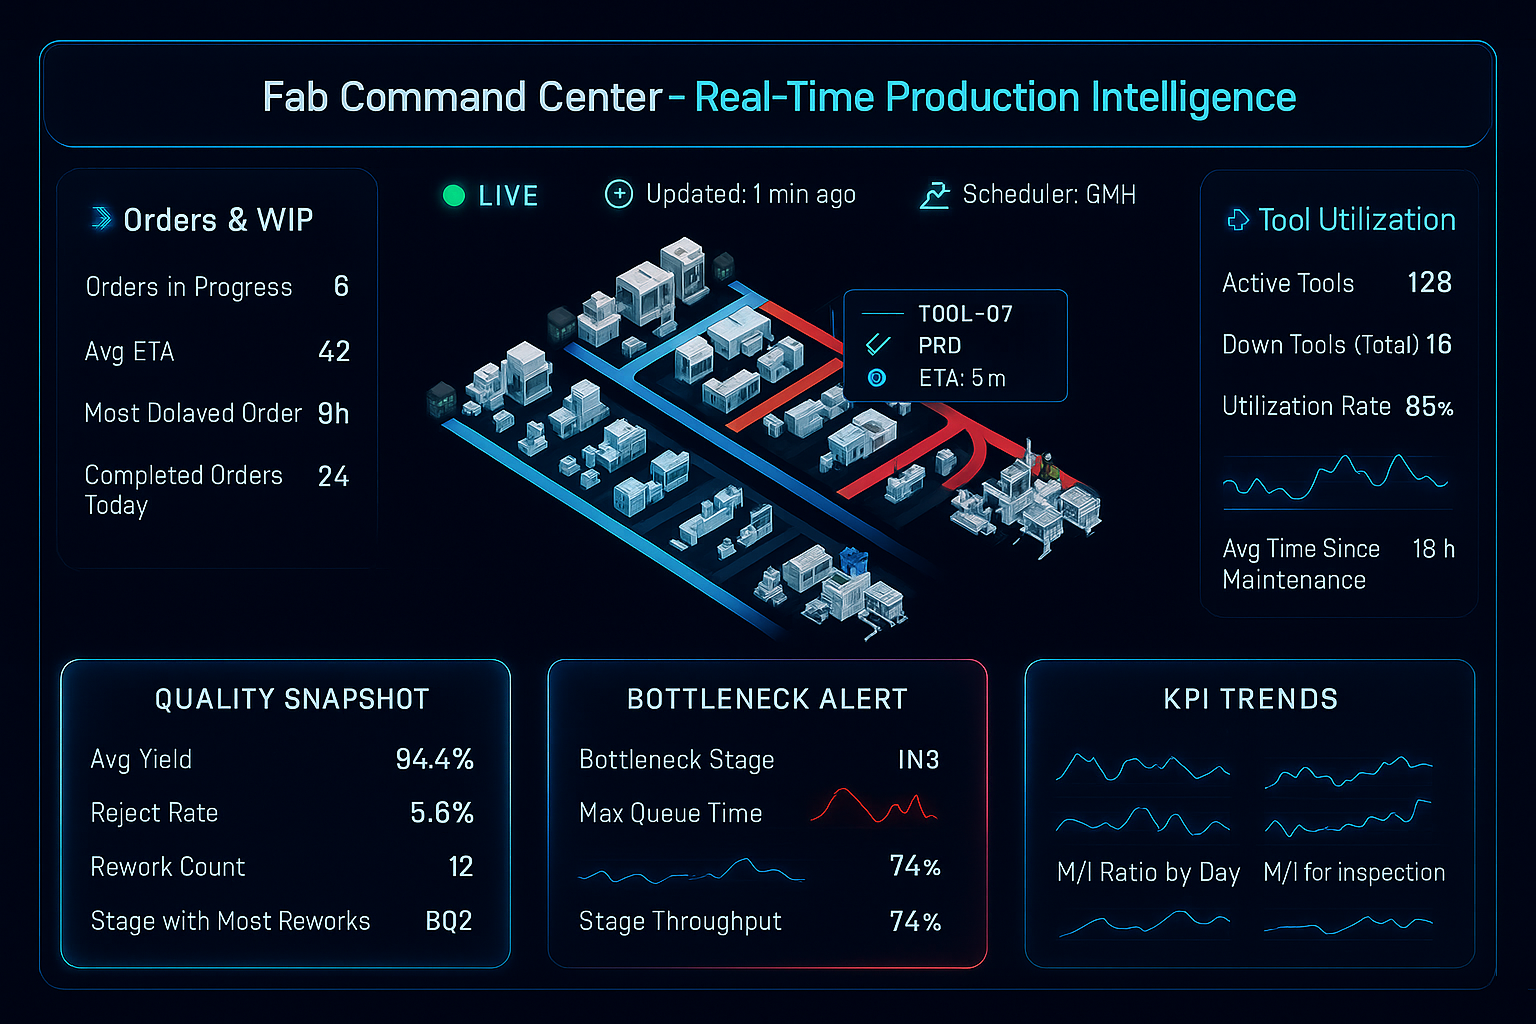 Fab Command Center - Real-Time Production Intelligence
LIVE
Updated: 1 min ago
Scheduler: GMH
Orders & WIP
Orders in Progress 6
Avg ETA 42
Most Dolaved Order 9h
Completed Orders 24
Today
TOOL-07
PRD
ETA: 5 m
Tool Utilization
Active Tools 128
Down Tools (Total) 16
Utilization Rate 85%
Avg Time Since 18 h
Maintenance
QUALITY SNAPSHOT
Avg Yield 94.4%
Reject Rate 5.6%
Rework Count 12
Stage with Most Reworks BQ2
BOTTLENECK ALERT
Bottleneck Stage IN3
Max Queue Time
74%
Stage Throughput 74%
KPI TRENDS
M/I Ratio by Day
M/I for inspection